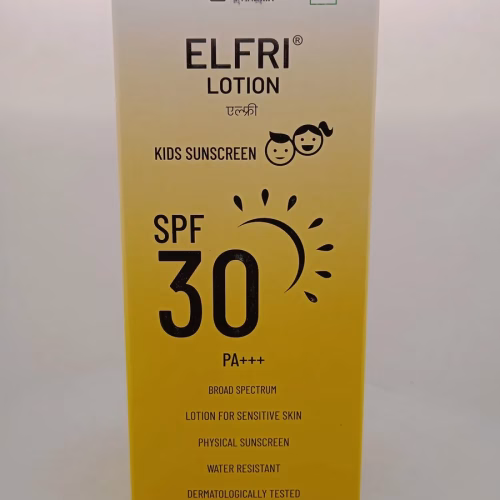 ELFRI®
LOTION
एल्फ्री
KIDS SUNSCREEN
SPF
30
PA+++
BROAD SPECTRUM
LOTION FOR SENSITIVE SKIN
PHYSICAL SUNSCREEN
WATER RESISTANT
DERMATOLOGICALLY TESTED